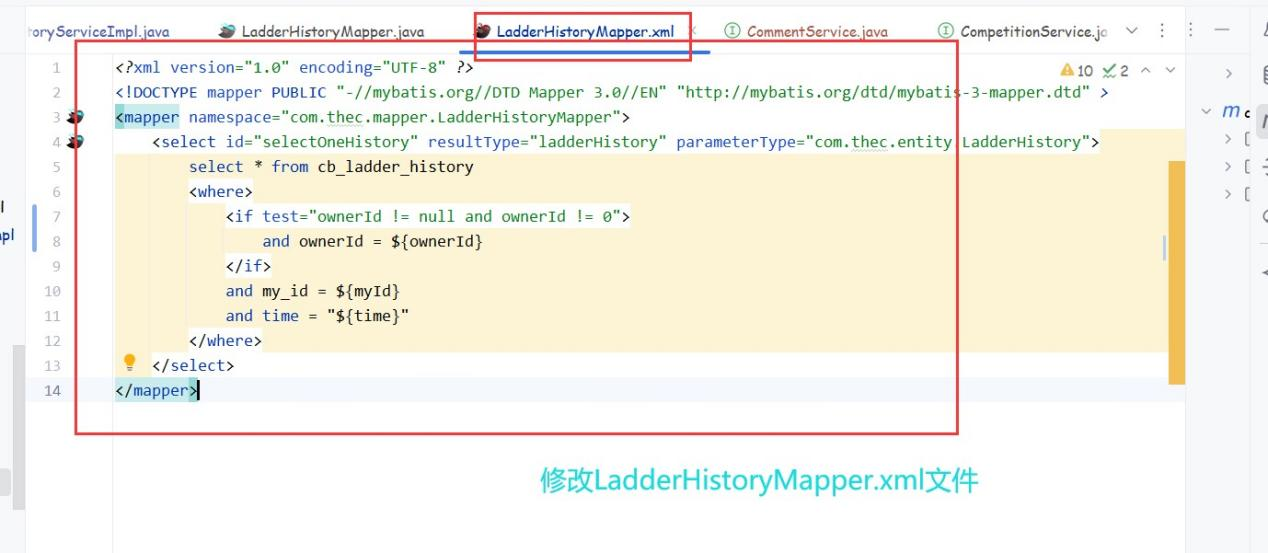 oryServiceImpl.java LadderHistoryMapper.java LadderHistoryMapper.xml CommentService.java CompetitionService.ja
10 2
1 <?xml version="1.0" encoding="UTF-8" ?>
2 <!DOCTYPE mapper PUBLIC "-//mybatis.org//DTD Mapper 3.0//EN" "http://mybatis.org/dtd/mybatis-3-mapper.dtd" >
3 <mapper namespace="com.thec.mapper.LadderHistoryMapper">
4 <select id="selectOneHistory" resultType="ladderHistory" parameterType="com.thec.entity.LadderHistory">
5 select * from cb_ladder_history
6 <where>
7 <if test="ownerId != null and ownerId != 0">
8 and ownerId = ${ownerId}
9 </if>
10 and my_id = ${myId}
11 and time = "${time}"
12 </where>
13 </select>
14 </mapper>
修改LadderHistoryMapper.xml文件